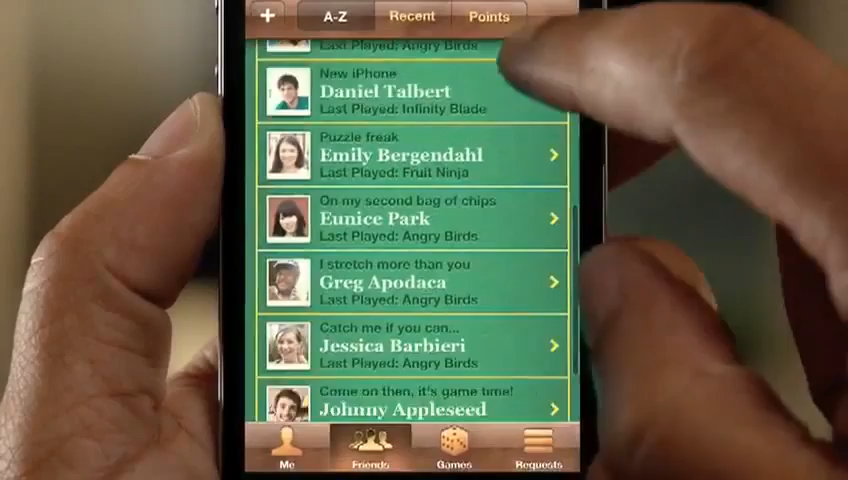 +
A-Z
Recent
Points
Last Played: Angry Birds
New iPhone
Daniel Talbert
Last Played: Infinity Blade
Puzzle freak
Emily Bergendahl
Last Played: Fruit Ninja
On my second bag of chips
Eunice Park
Last Played: Angry Birds
I stretch more than you
Greg Apodaca
Last Played: Angry Birds
Catch me if you can...
Jessica Barbieri
Last Played: Angry Birds
Come on then, it's game time!
Johnny Appleseed
Me
Friends
Games
Requests